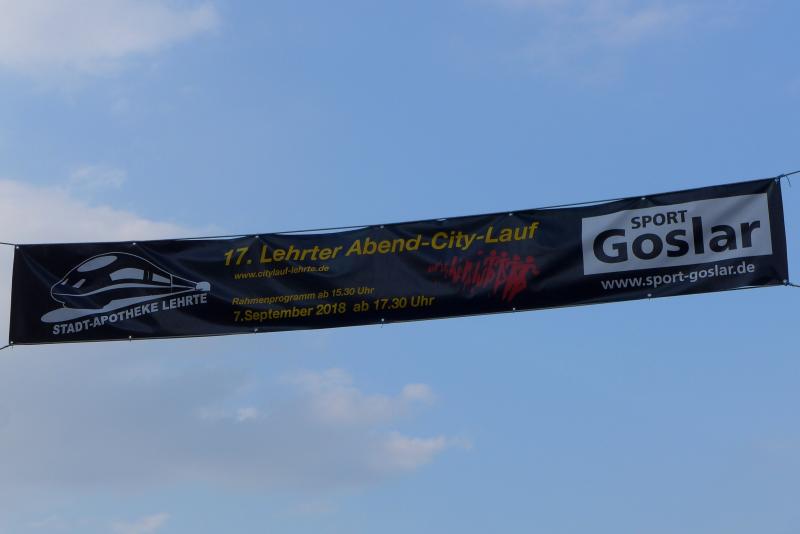 STADT-APOTHEKE LEHRTE
17. Lehrter Abend-City-Lauf
www.citylauf-lehrte.de
Rahmenprogramm ab 15.30 Uhr
7.September 2018 ab 17.30 Uhr
SPORT
Goslar
www.sport-goslar.de